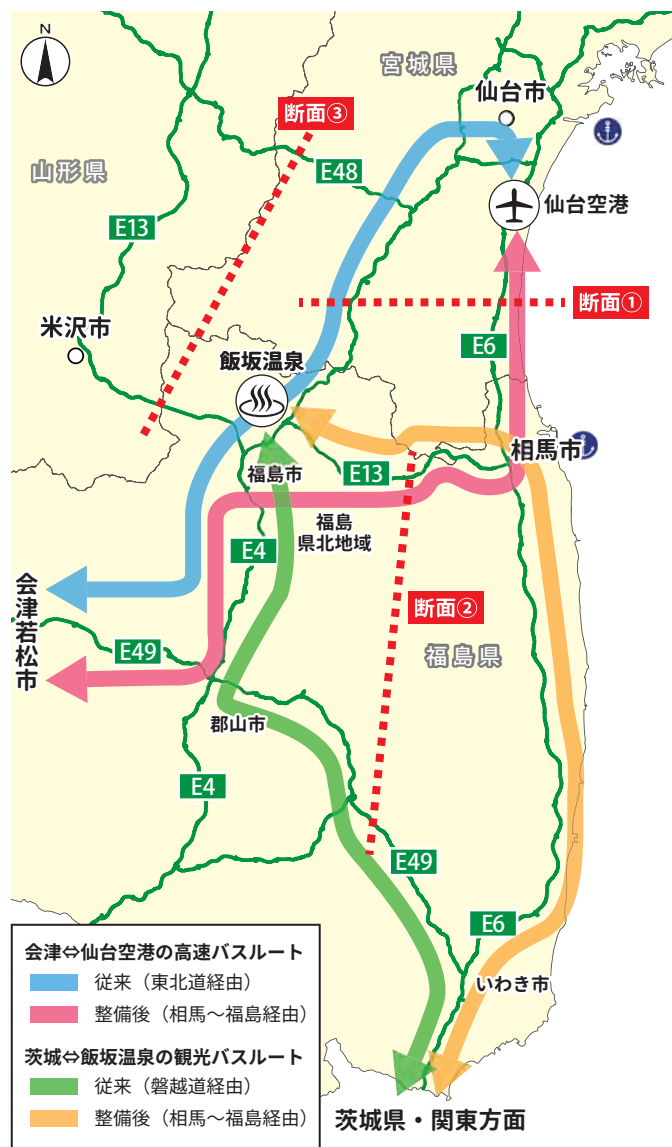 N
宮城県
仙台市
断面③
山形県
E48
仙台空港
E13
断面①
米沢市
E6
飯坂温泉
相馬市
福島市
E13
福島
県北地域
E4
断面②
会津若松市
福島県
E49
郡山市
E4
E49
E6
いわき市
会津⇔仙台空港の高速バスルート
従来（東北道経由）
整備後（相馬～福島経由）
茨城⇔飯坂温泉の観光バスルート
従来（磐越道経由）
整備後（相馬～福島経由）
茨城県・関東方面